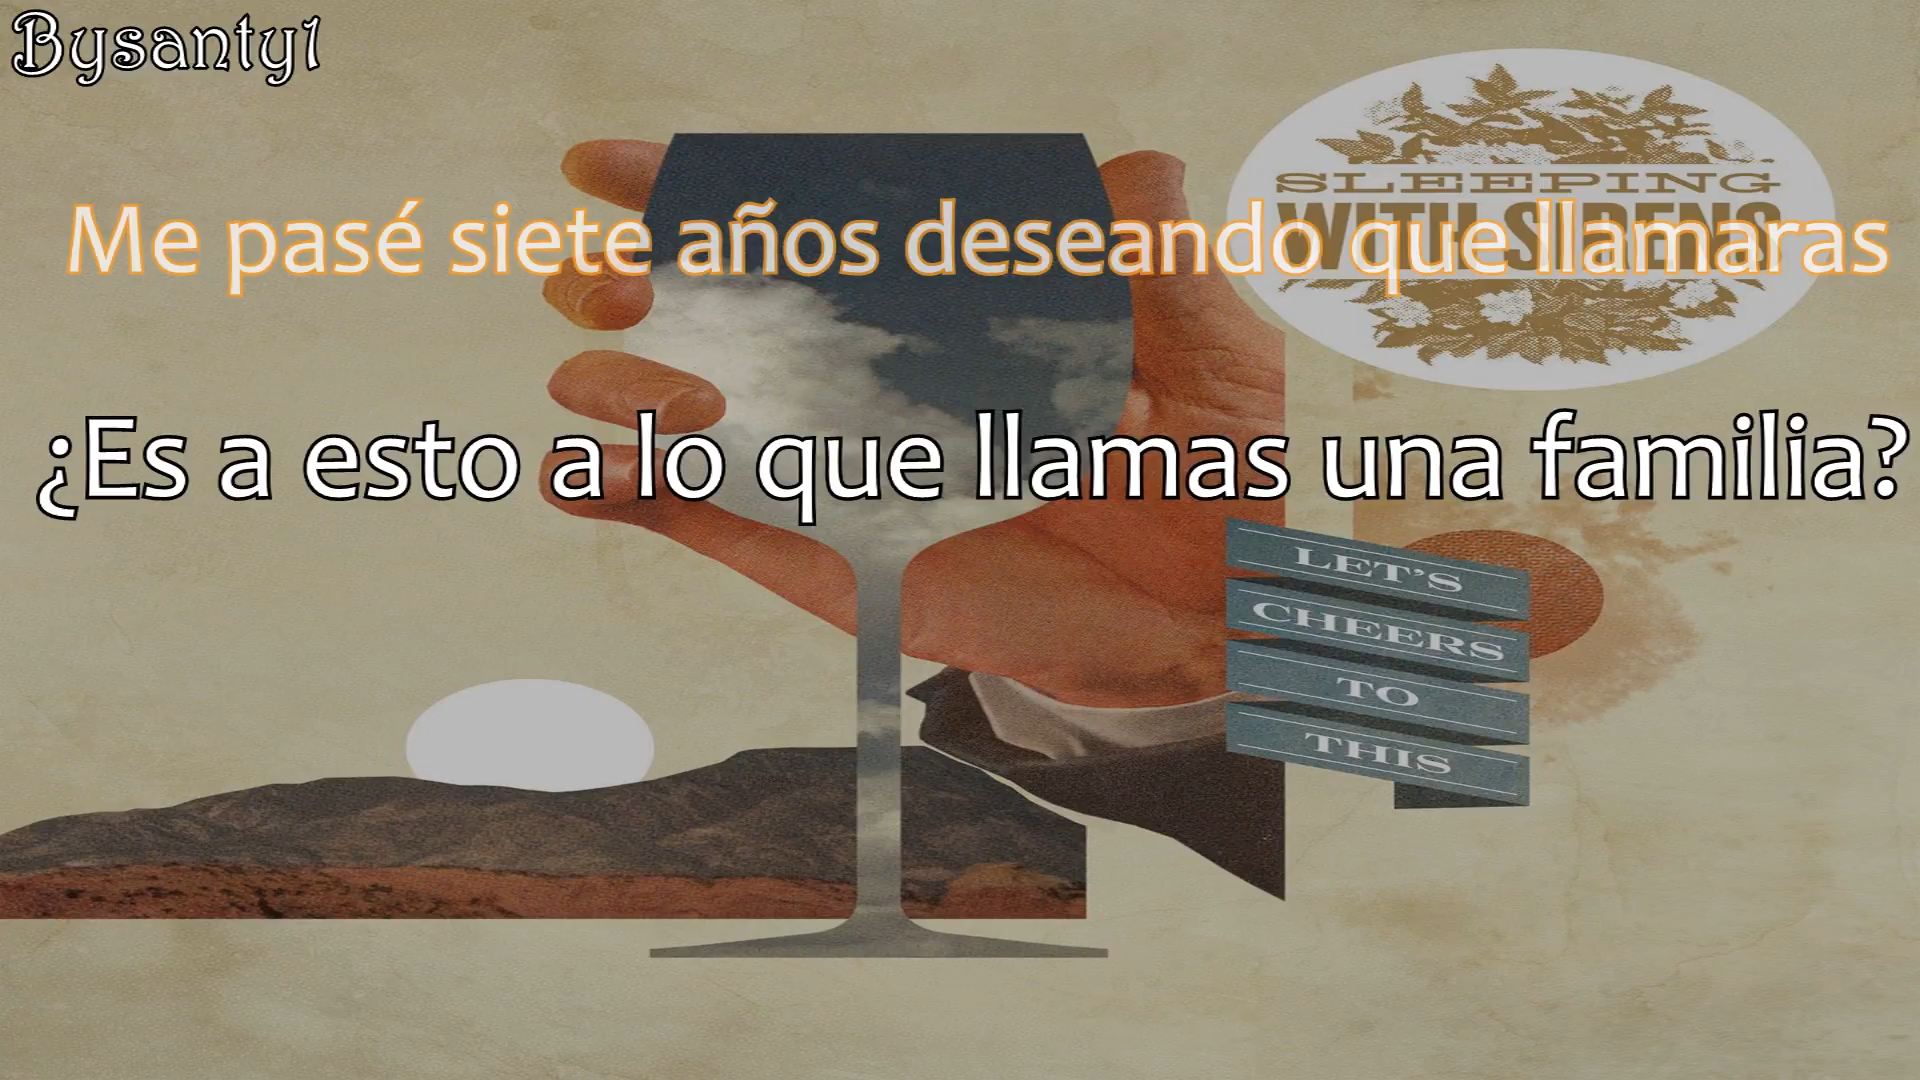 Bysanty1
SLEEPING
WITH SIRENS
Me pasé siete años deseando que llamaras
¿Es a esto a lo que llamas una familia?
LET'S
CHEERS
TO
THIS